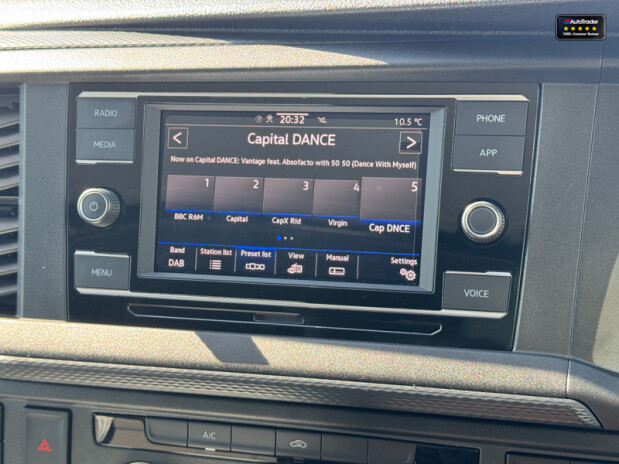 AutoTrader
RADIO
MEDIA
20:32
10.5 °C
PHONE
APP
Capital DANCE
Now on Capital DANCE: Vantage feat. Absofacto with 50 50 (Dance With Myself)
1 2 3 4 5
BBC R6M Capital CapX Rld Virgin Cap DNCE
Band Station list Preset list View Manual Settings
DAB
MENU
VOICE
A/C